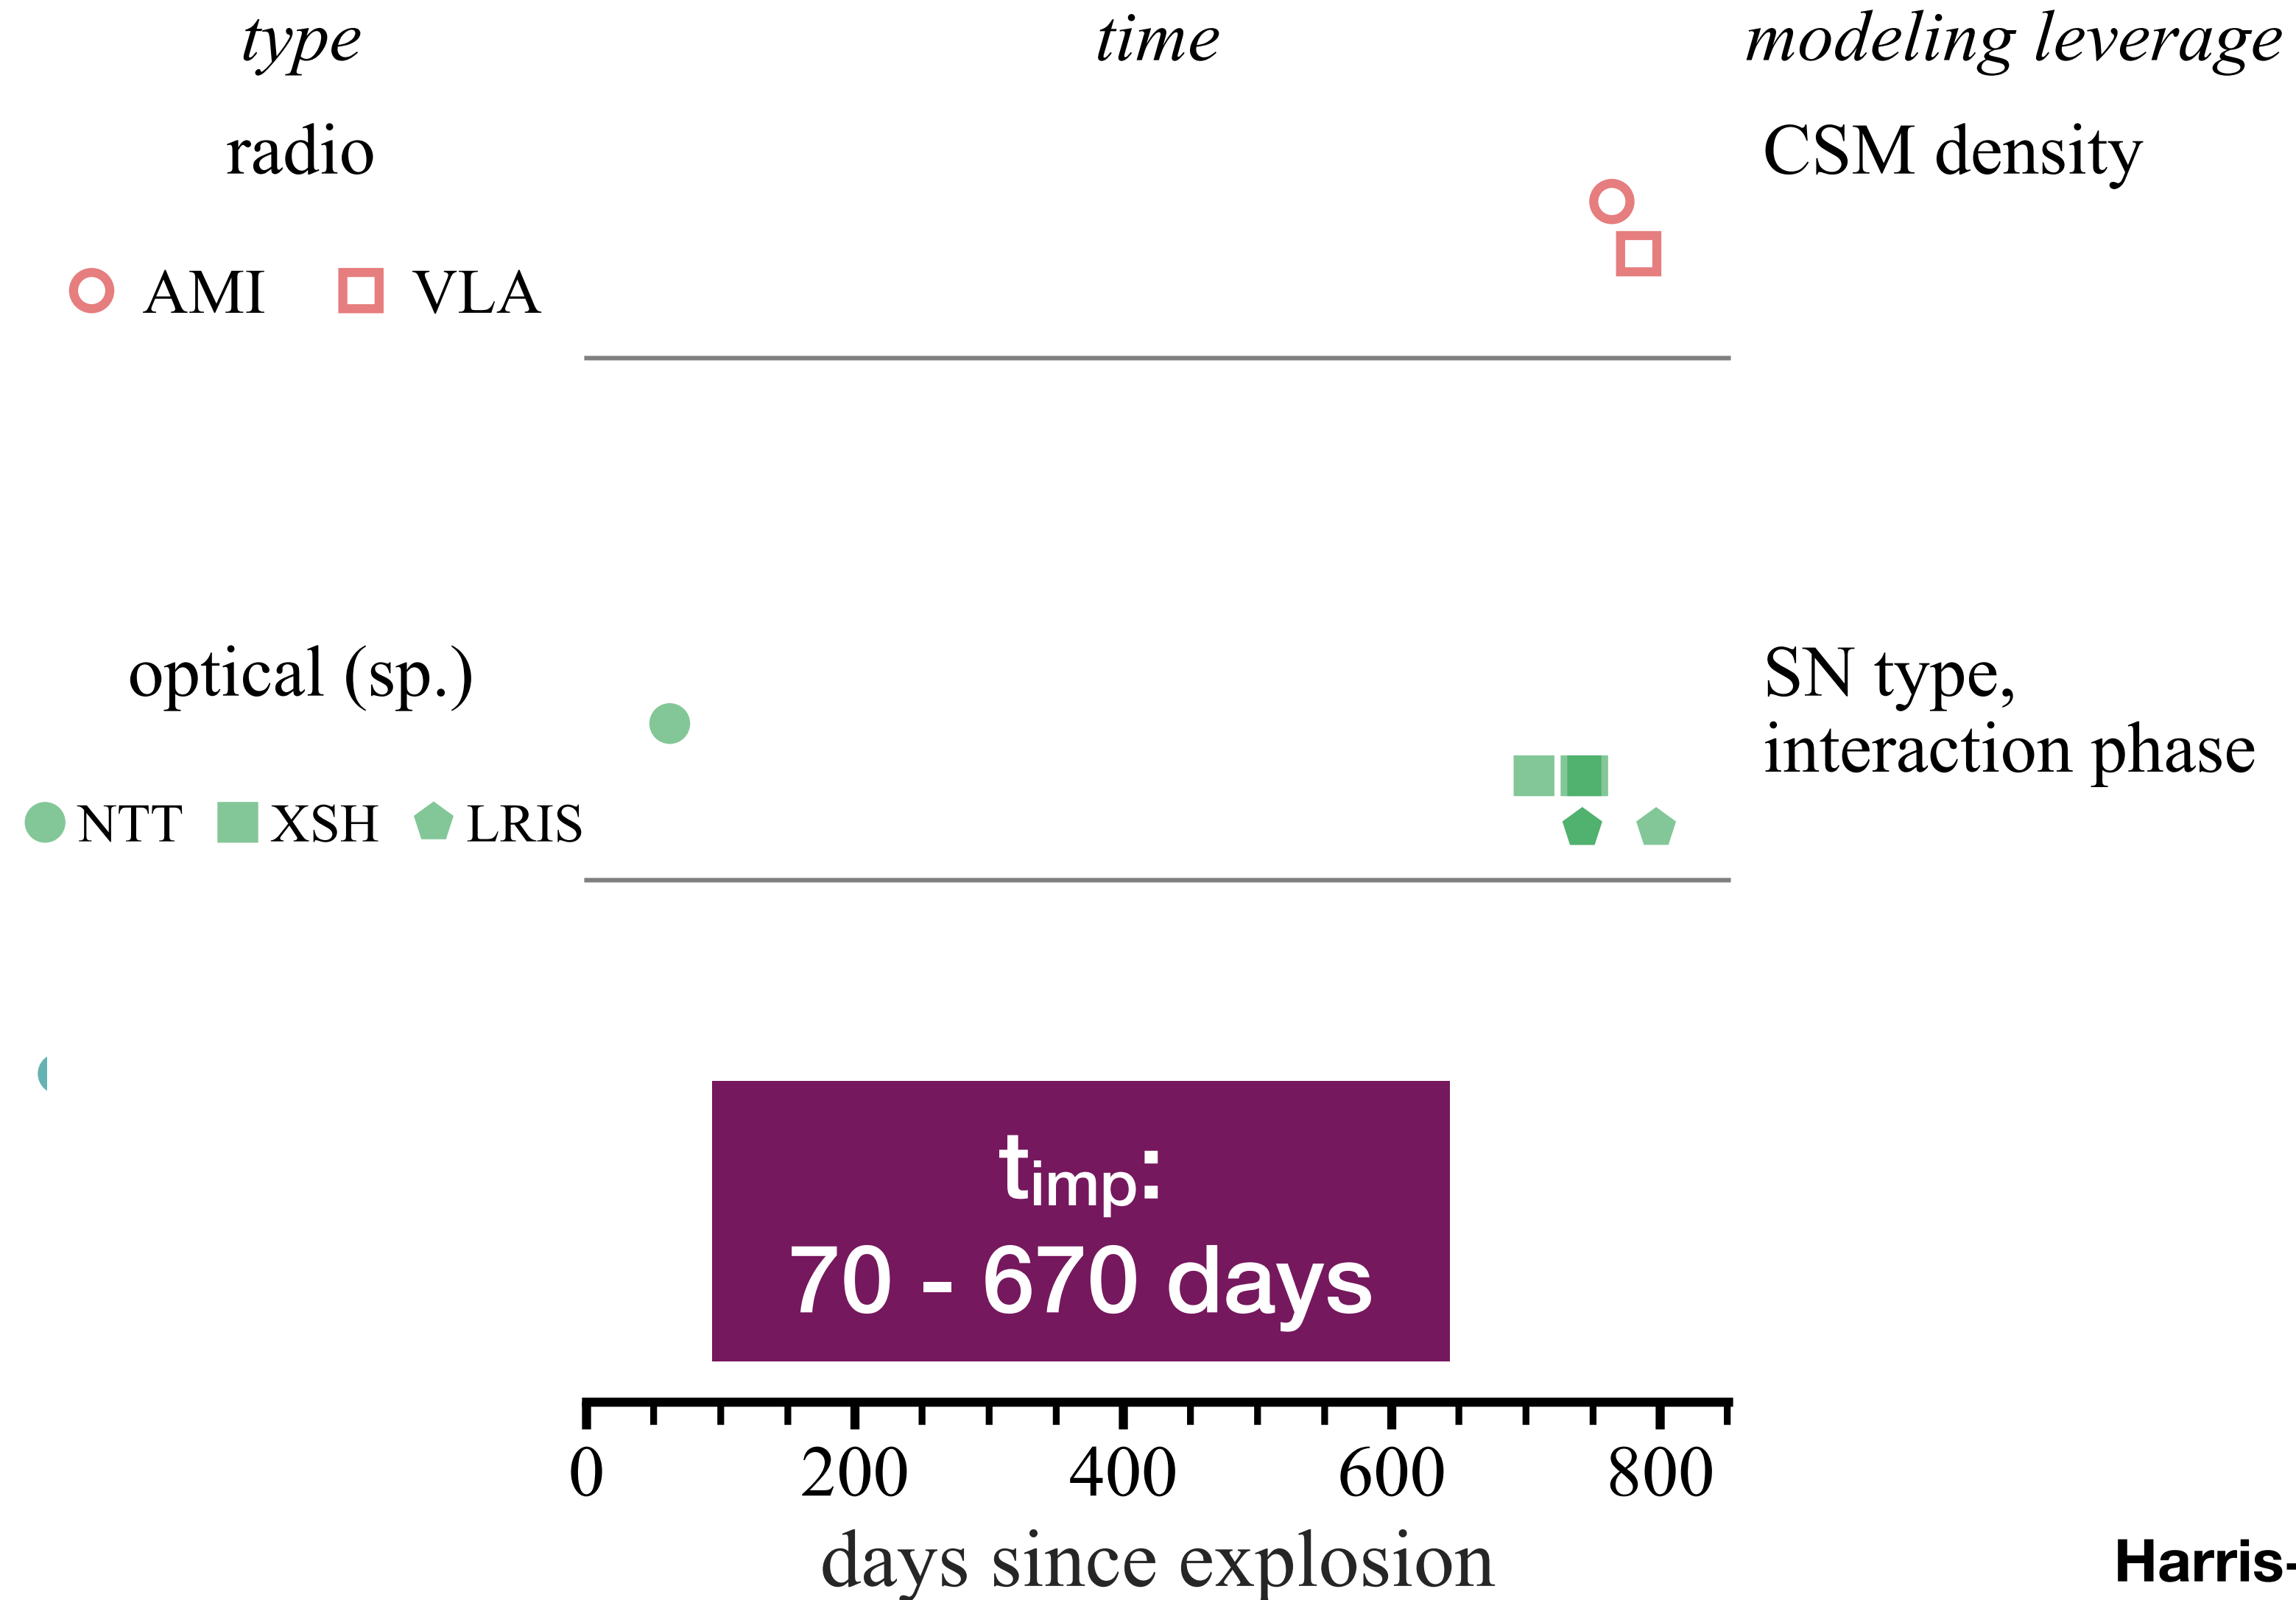 type time modeling leverage
radio CSM density
AMI VLA
optical (sp.) SN type,
interaction phase
NTT XSH LRIS
timp:
70 - 670 days
0 200 400 600 800
days since explosion
Harris-